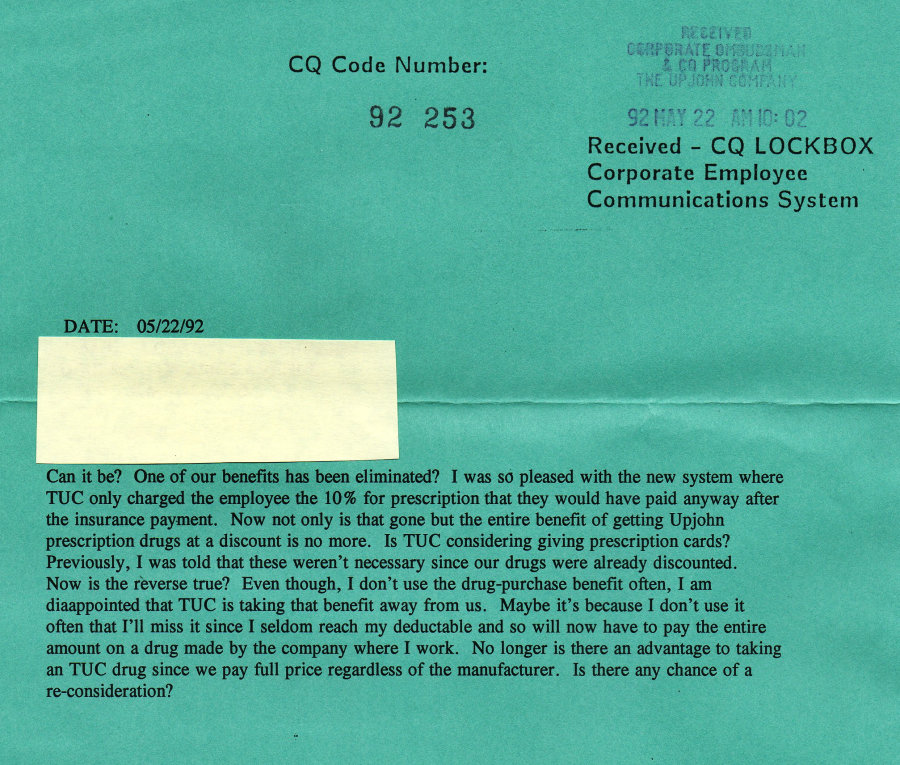 RECEIVED
CORPORATE OMBUDSMAN
& CQ PROGRAM
THE UPJOHN COMPANY
CQ Code Number:
92 253
92 MAY 22 AM 10: 02
Received - CQ LOCKBOX
Corporate Employee
Communications System
DATE: 05/22/92
Can it be? One of our benefits has been eliminated? I was so pleased with the new system where
TUC only charged the employee the 10% for prescription that they would have paid anyway after
the insurance payment. Now not only is that gone but the entire benefit of getting Upjohn
prescription drugs at a discount is no more. Is TUC considering giving prescription cards?
Previously, I was told that these weren't necessary since our drugs were already discounted.
Now is the reverse true? Even though, I don't use the drug-purchase benefit often, I am
diaappointed that TUC is taking that benefit away from us. Maybe it's because I don't use it
often that I'll miss it since I seldom reach my deductable and so will now have to pay the entire
amount on a drug made by the company where I work. No longer is there an advantage to taking
an TUC drug since we pay full price regardless of the manufacturer. Is there any chance of a
re-consideration?